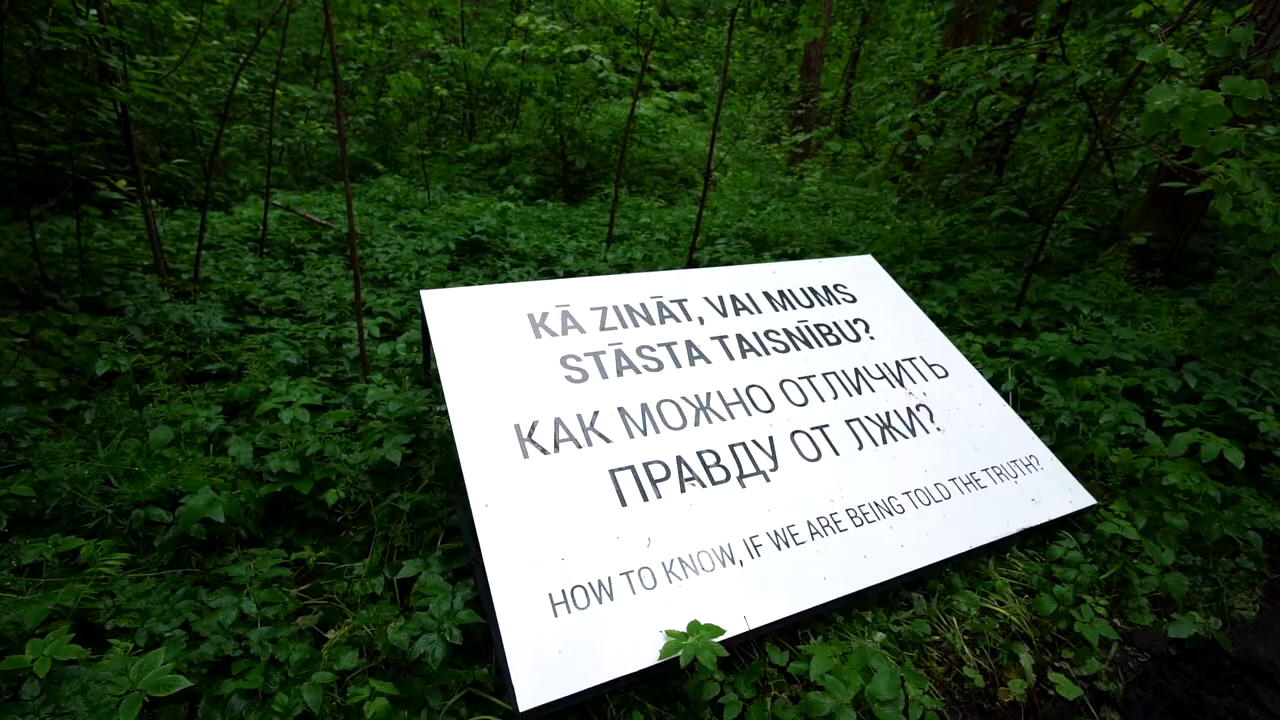 KĀ ZINĀT, VAI MUMS
STĀSTA TAISNĪBU?
КАК МОЖНО ОТЛИЧИТЬ
ПРАВДУ ОТ ЛЖИ?
HOW TO KNOW, IF WE ARE BEING TOLD THE TRUTH?